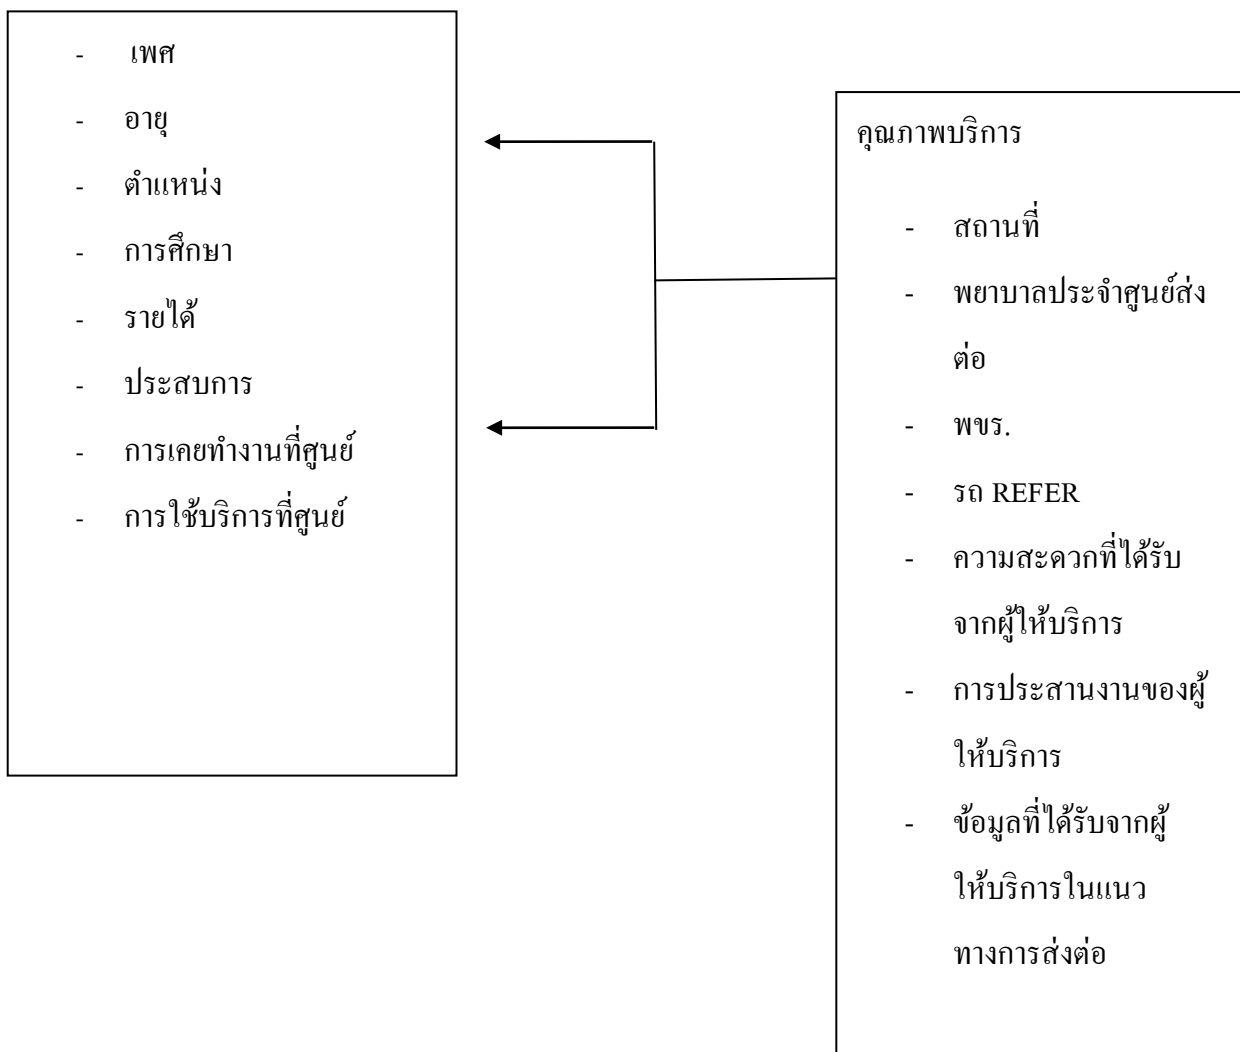 - เพศ
- อายุ
- ตำแหน่ง
- การศึกษา
- รายได้
- ประสบการ
- การเคยทำงานที่ศูนย์
- การใช้บริการที่ศูนย์
คุณภาพบริการ
- สถานที่
- พยาบาลประจำศูนย์ส่ง
ต่อ
- พขร.
- รถ REFER
- ความสะดวกที่ได้รับ
จากผู้ให้บริการ
- การประสานงานของผู้
ให้บริการ
- ข้อมูลที่ได้รับจากผู้
ให้บริการในแนว
ทางการส่งต่อ